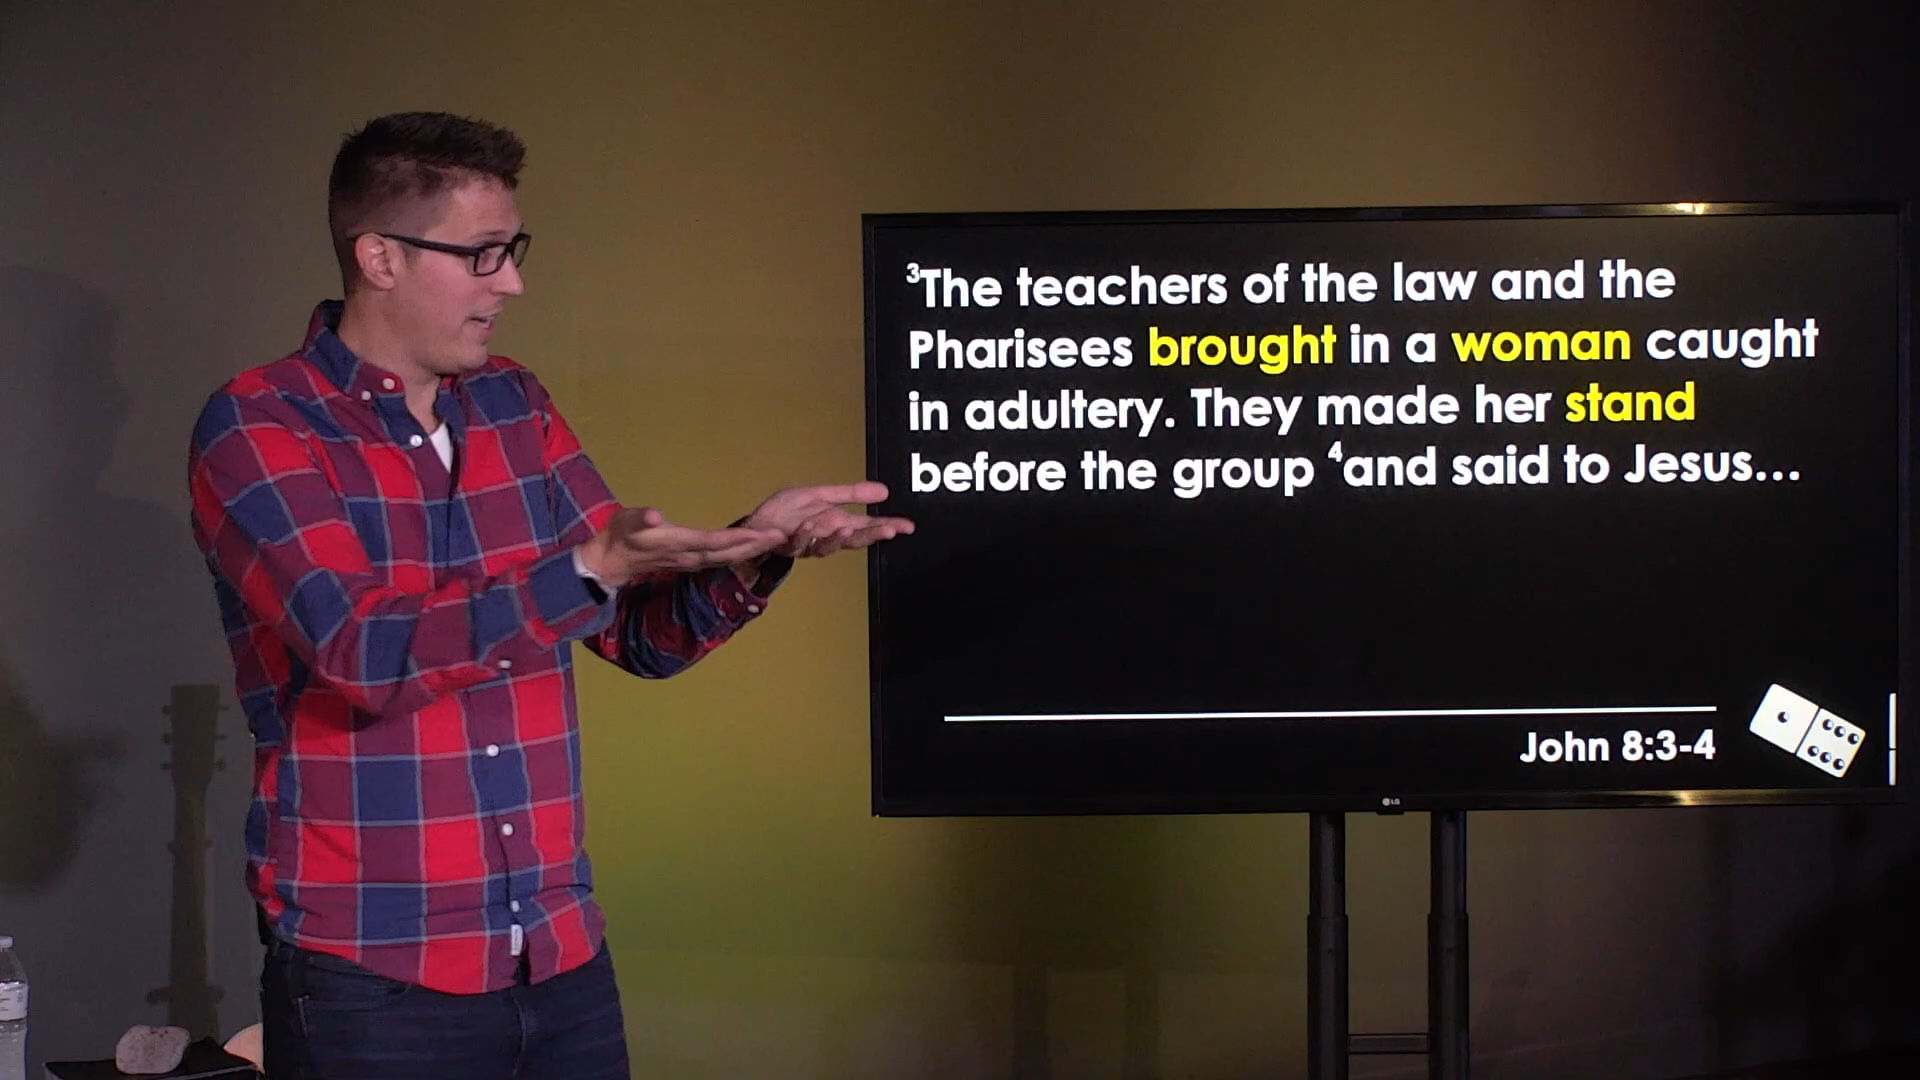 ³The teachers of the law and the
Pharisees brought in a woman caught
in adultery. They made her stand
before the group ⁴and said to Jesus...
John 8:3-4
LG